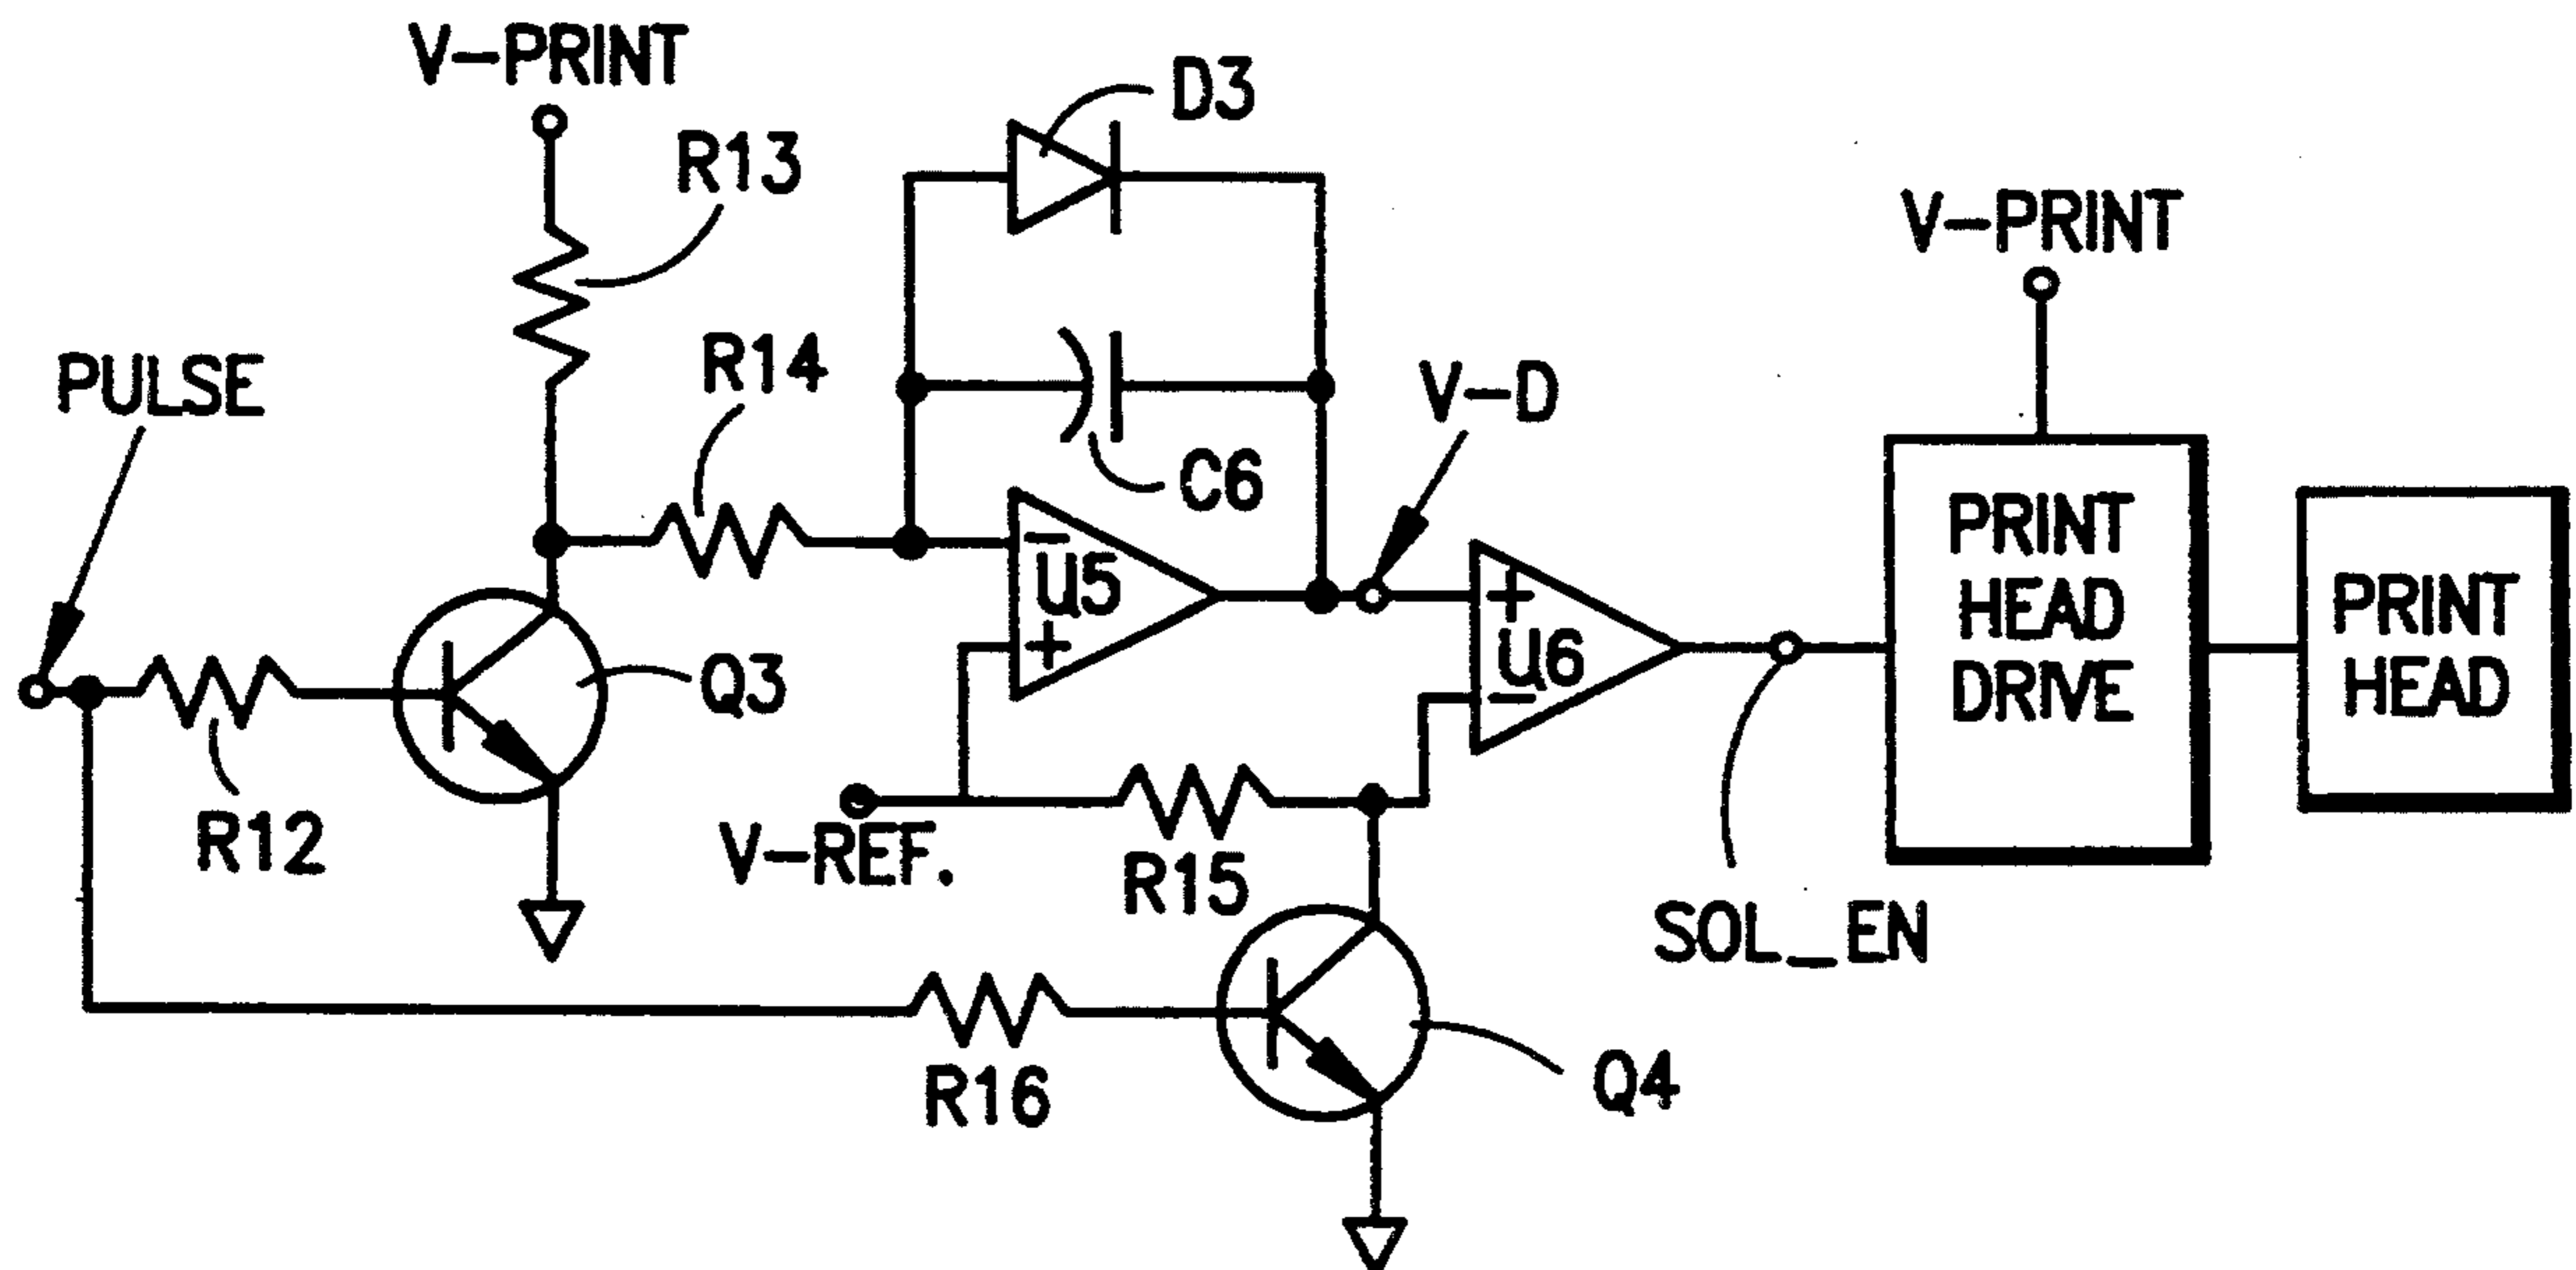 V-PRINT
D3
R13
V-PRINT
R14
PULSE
V-D
C6
-
U5
+
PRINT
HEAD
DRIVE
PRINT
HEAD
+
U6
-
Q3
R12
V-REF.
R15
SOL_EN
R16
Q4